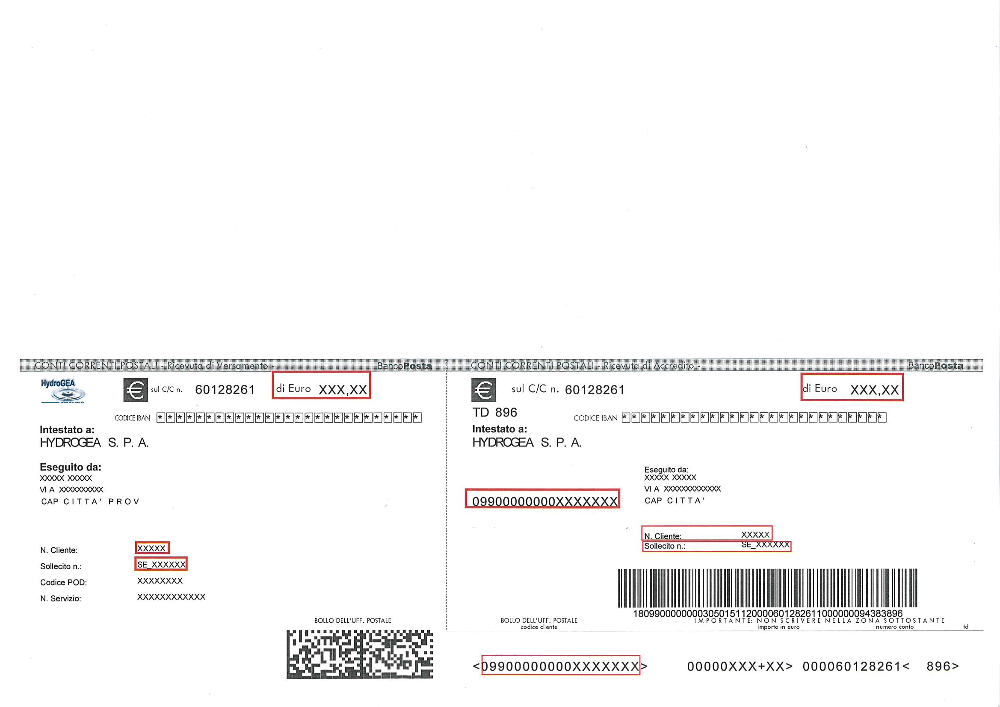 CONTI CORRENTI POSTALI - Ricevuta di Versamento - BancoPosta
HydroGEA
€ sul C/C n. 60128261 di Euro XXX,XX
CODICE IBAN * * * * * * * * * * * * * * * * * * * * * * * * * * *
Intestato a:
HYDROGEA S. P. A.
Eseguito da:
XXXXX XXXXX
VIA XXXXXXXXXX
CAP CITTA' PROV
N. Cliente: XXXXX
Sollecito n.: SE_XXXXXX
Codice POD: XXXXXXXX
N. Servizio: XXXXXXXXXXXX
BOLLO DELL'UFF. POSTALE
CONTI CORRENTI POSTALI - Ricevuta di Accredito - BancoPosta
€ sul C/C n. 60128261 di Euro XXX,XX
TD 896 CODICE IBAN * * * * * * * * * * * * * * * * * * * * * * * * * * *
Intestato a:
HYDROGEA S. P. A.
Eseguito da:
XXXXX XXXXX
VIA XXXXXXXXXXXXX
09900000000XXXXXXX
CAP CITTA'
N. Cliente: XXXXX
Sollecito n.: SE_XXXXXX
18099000000003050151120000601282611000000094383896
BOLLO DELL'UFF. POSTALE
IMPORTANTE: NON SCRIVERE NELLA ZONA SOTTOSTANTE
codice cliente importo in euro numero conto td
<09900000000XXXXXXX> 00000XXX+XX> 000060128261< 896>